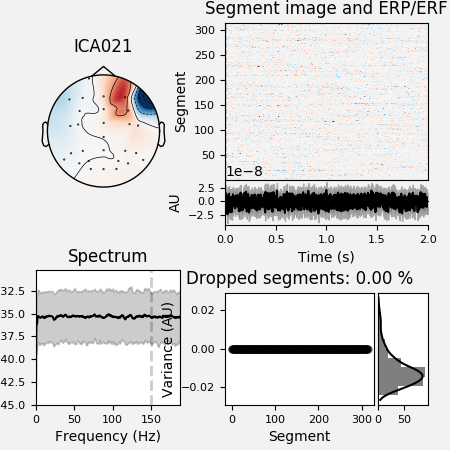 Segment image and ERP/ERF
ICA021
300
250
200
150
100
50
Segment
1e−8
2.5
0.0
−2.5
AU
0.0 0.5 1.0 1.5 2.0
Time (s)
Spectrum
32.5
35.0
37.5
40.0
42.5
45.0
0 50 100 150
Frequency (Hz)
Dropped segments: 0.00 %
0.02
0.00
−0.02
Variance (AU)
0 100 200 300
Segment
0 50